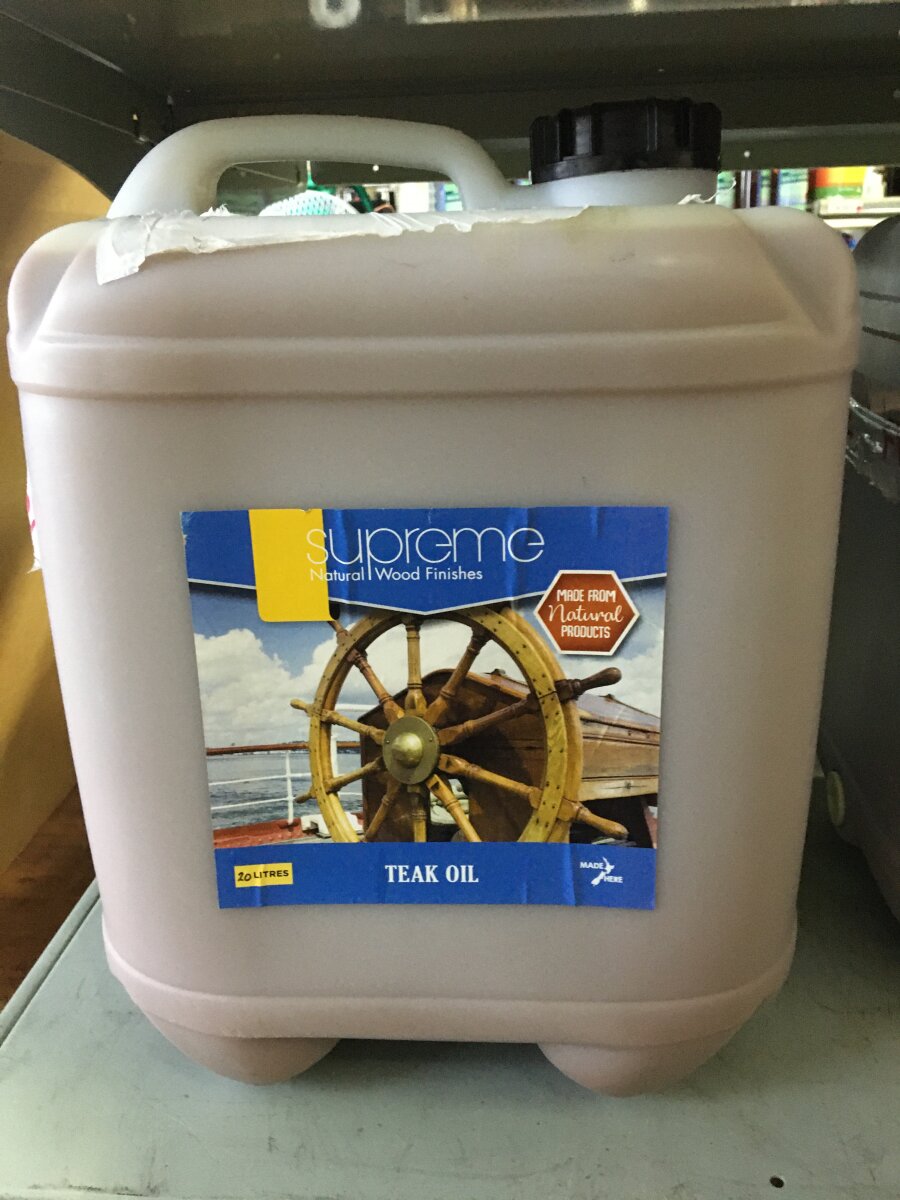 supreme
Natural Wood Finishes
MADE FROM
Natural
PRODUCTS
20 LITRES
TEAK OIL
MADE
HERE